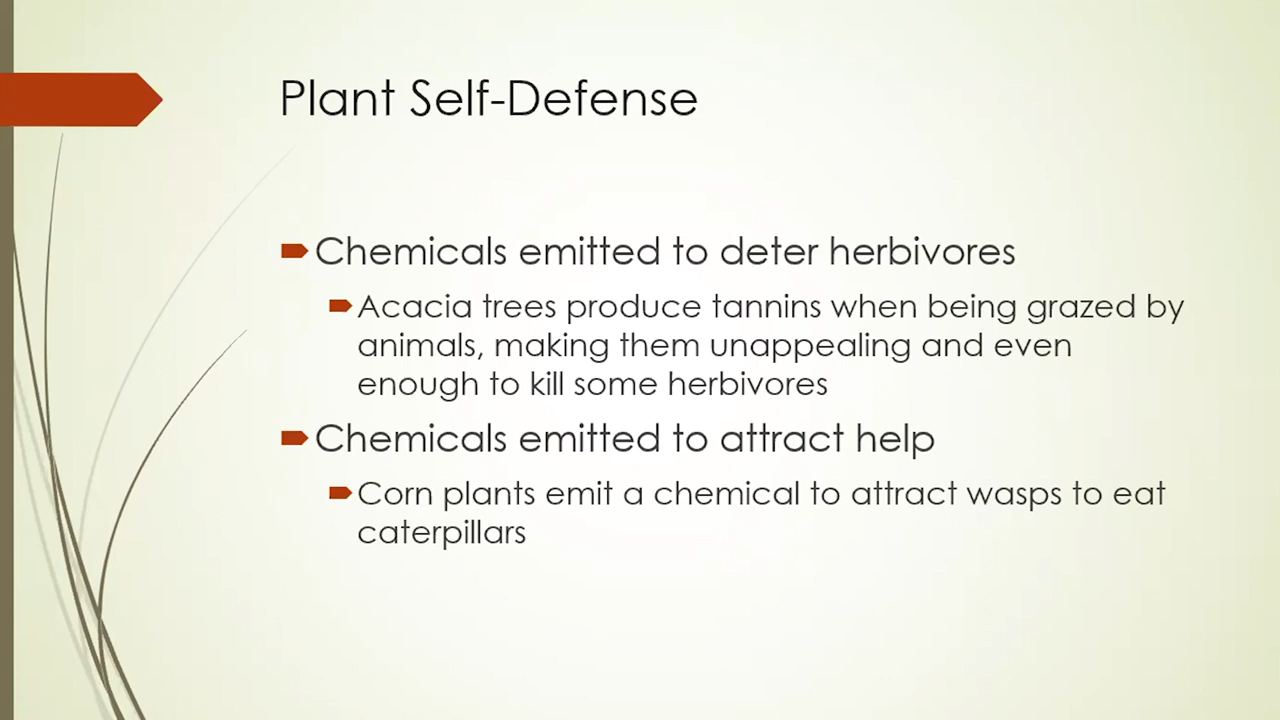 Plant Self-Defense
Chemicals emitted to deter herbivores
Acacia trees produce tannins when being grazed by
animals, making them unappealing and even
enough to kill some herbivores
Chemicals emitted to attract help
Corn plants emit a chemical to attract wasps to eat
caterpillars